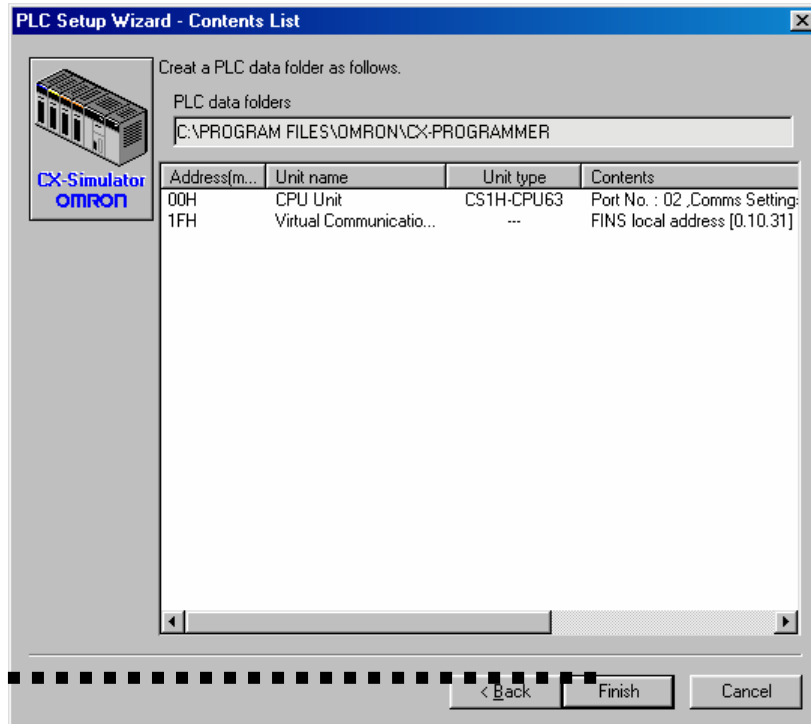 PLC Setup Wizard - Contents List
Creat a PLC data folder as follows.
PLC data folders
C:\PROGRAM FILES\OMRON\CX-PROGRAMMER
CX-Simulator
OMRON
Address(m... Unit name Unit type Contents
00H CPU Unit CS1H-CPU63 Port No. : 02 ,Comms Setting
1FH Virtual Communicatio... --- FINS local address [0.10.31]
< Back Finish Cancel